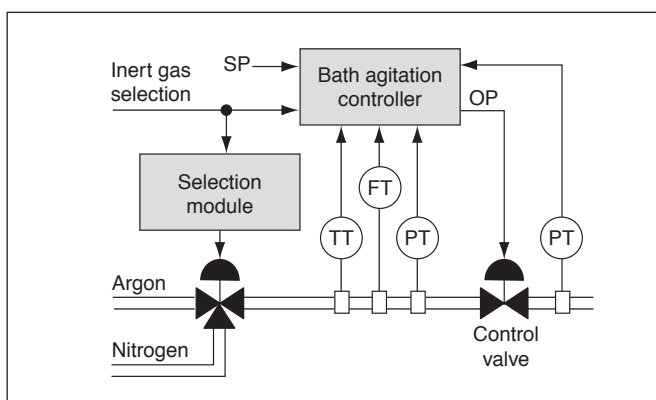 SP
Inert gas
selection
Bath agitation
controller
OP
Selection
module
FT
TT
PT
PT
Argon
Nitrogen
Control
valve